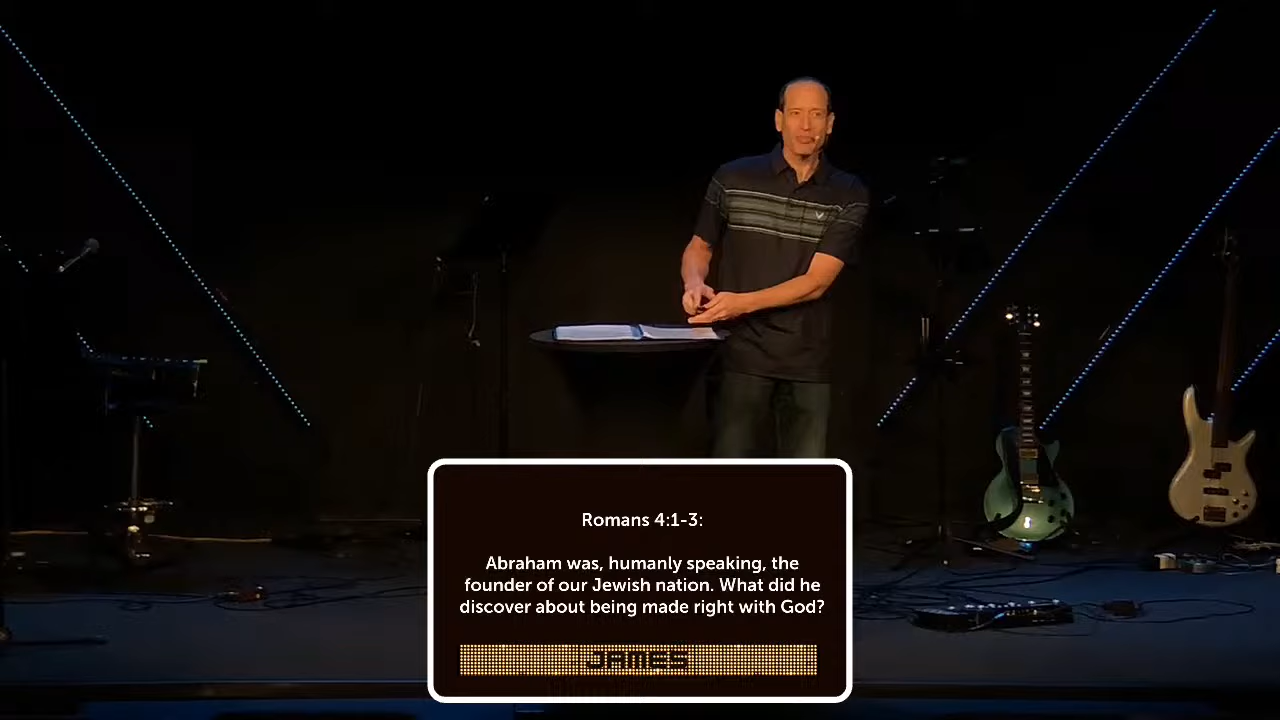 Romans 4:1-3:
Abraham was, humanly speaking, the
founder of our Jewish nation. What did he
discover about being made right with God?
JAMES